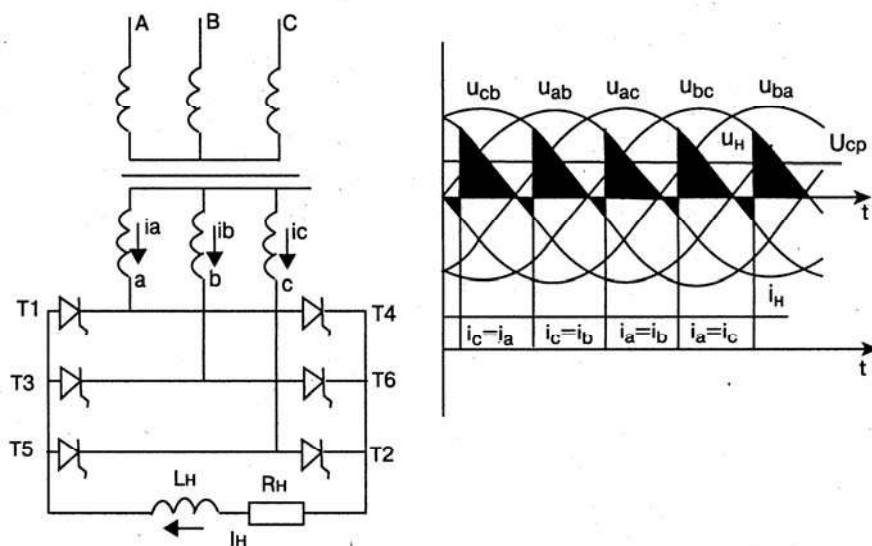 A B C
ia ib ic
a b c
T1 T4
T3 T6
T5 T2
Lн Rн
Iн
ucb uab uac ubc uba
uн Ucp
t
iн
ic=ia ic=ib ia=ib ia=ic
t